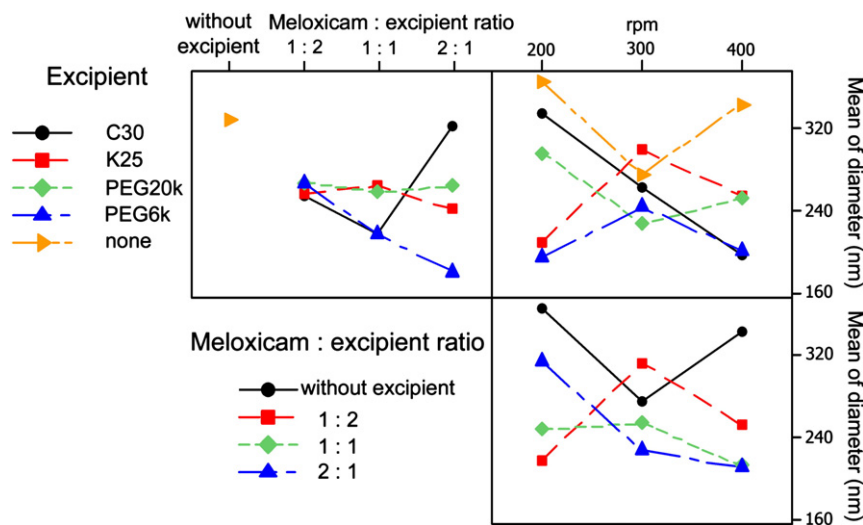 without
excipient
Meloxicam : excipient ratio
1 : 2 1 : 1 2 : 1
rpm
200 300 400
Excipient
C30
K25
PEG20k
PEG6k
none
320
240
160
Mean of diameter (nm)
Meloxicam : excipient ratio
without excipient
1 : 2
1 : 1
2 : 1
320
240
160
Mean of diameter (nm)